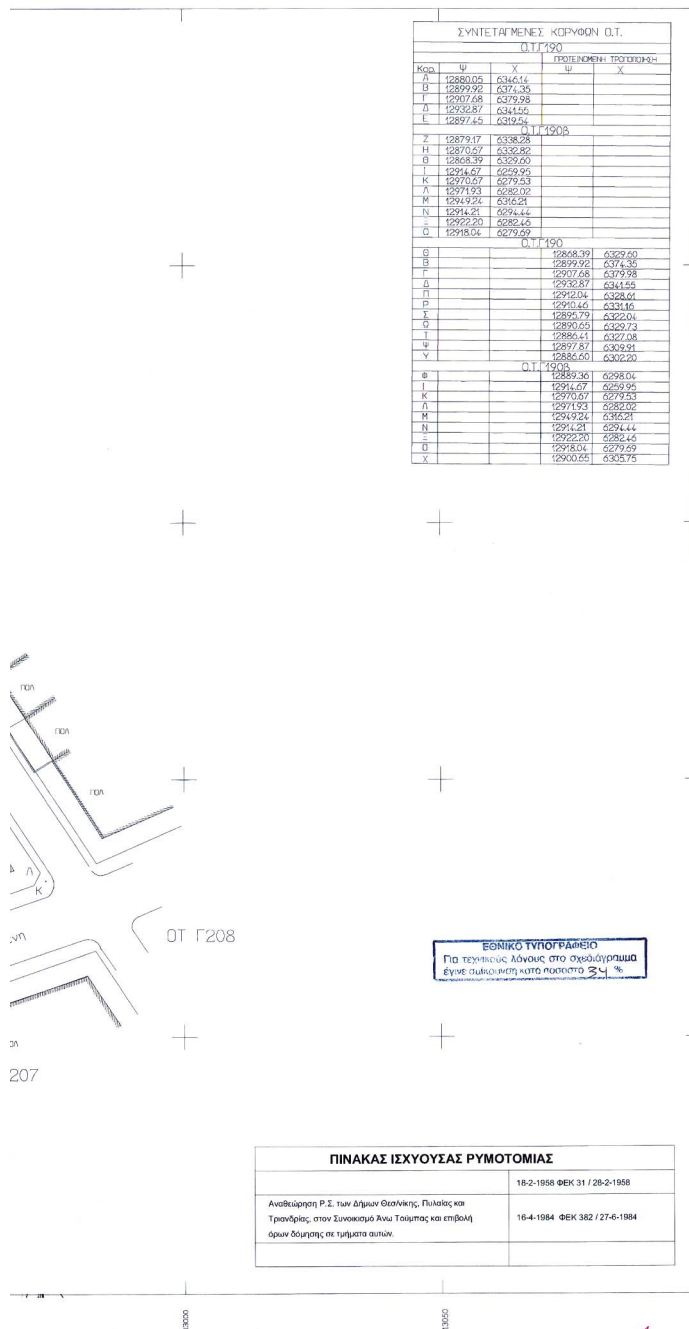 ΣΥΝΤΕΤΑΓΜΕΝΕΣ ΚΟΡΥΦΩΝ Ο.Τ.
Ο.Τ.Γ190
ΠΡΟΤΕΙΝΟΜΕΝΗ ΤΡΟΠΟΠΟΙΗΣΗ
Κορ. Ψ Χ Ψ Χ
Α 12880.05 6346.14
Β 12899.92 6374.35
Γ 12907.68 6379.98
Δ 12932.87 6341.55
Ε 12897.45 6319.54
Ο.Τ.Γ190Β
Ζ 12879.17 6338.28
Η 12870.67 6332.82
Θ 12868.39 6329.60
Ι 12914.67 6259.95
Κ 12970.67 6279.53
Λ 12971.93 6282.02
Μ 12949.24 6316.21
Ν 12914.21 6294.44
Ξ 12922.20 6282.46
Ο 12918.04 6279.69
Ο.Τ.Γ190
Θ 12868.39 6329.60
Β 12899.92 6374.35
Γ 12907.68 6379.98
Δ 12932.87 6341.55
Π 12912.04 6328.61
Ρ 12910.46 6331.16
Σ 12895.79 6322.04
Ω 12890.65 6329.73
Τ 12886.41 6327.08
Ψ 12897.87 6309.91
Υ 12886.60 6302.20
Ο.Τ.Γ190Β
Φ 12889.36 6298.04
Ι 12914.67 6259.95
Κ 12970.67 6279.53
Λ 12971.93 6282.02
Μ 12949.24 6316.21
Ν 12914.21 6294.44
Ξ 12922.20 6282.46
Ο 12918.04 6279.69
Χ 12900.65 6305.75
ΠΟΛ
ΠΟΛ
ΠΟΛ
Λ
Κ
ΟΤ Γ208
207
ΕΘΝΙΚΟ ΤΥΠΟΓΡΑΦΕΙΟ
Για τεχνικούς λόγους στο σχεδιάγραμμα
έγινε σμίκρυνση κατά ποσοστό 34 %
ΠΙΝΑΚΑΣ ΙΣΧΥΟΥΣΑΣ ΡΥΜΟΤΟΜΙΑΣ
18-2-1958 ΦΕΚ 31 / 28-2-1958
Αναθεώρηση Ρ.Σ. των Δήμων Θεσ/νίκης, Πυλαίας και
Τριανδρίας, στον Συνοικισμό Άνω Τούμπας και επιβολή
όρων δόμησης σε τμήματα αυτών.
16-4-1984 ΦΕΚ 382 / 27-6-1984
13000
13050